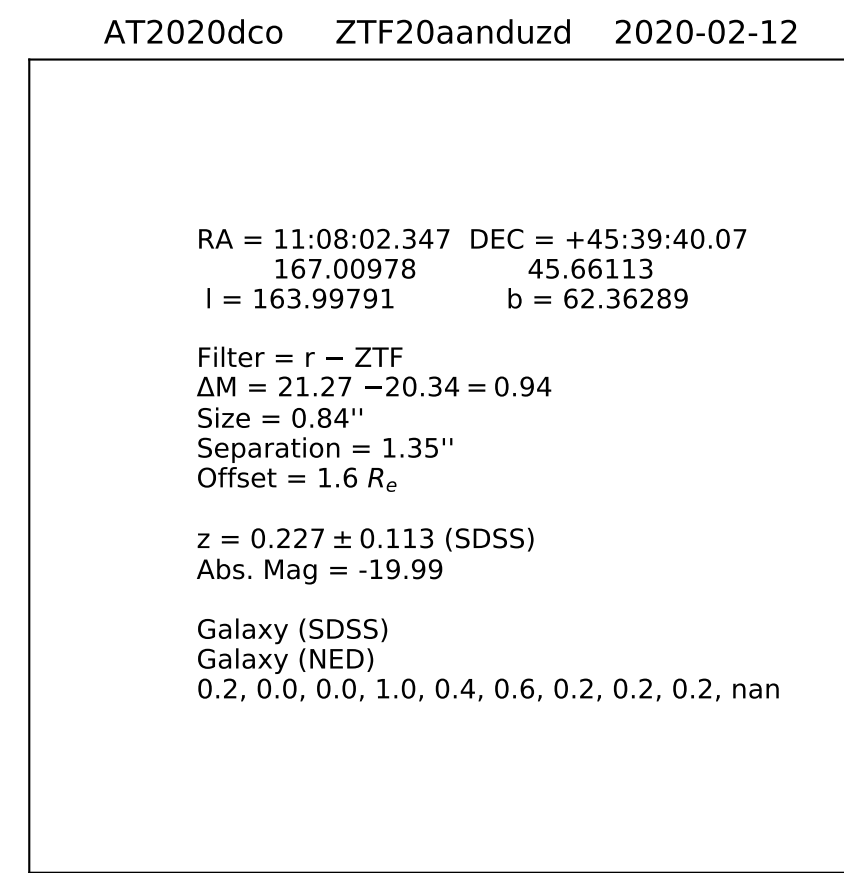 AT2020dco ZTF20aanduzd 2020-02-12
RA = 11:08:02.347 DEC = +45:39:40.07
167.00978 45.66113
l = 163.99791 b = 62.36289
Filter = r − ZTF
ΔM = 21.27 −20.34 = 0.94
Size = 0.84''
Separation = 1.35''
Offset = 1.6 Rₑ
z = 0.227 ± 0.113 (SDSS)
Abs. Mag = -19.99
Galaxy (SDSS)
Galaxy (NED)
0.2, 0.0, 0.0, 1.0, 0.4, 0.6, 0.2, 0.2, 0.2, nan